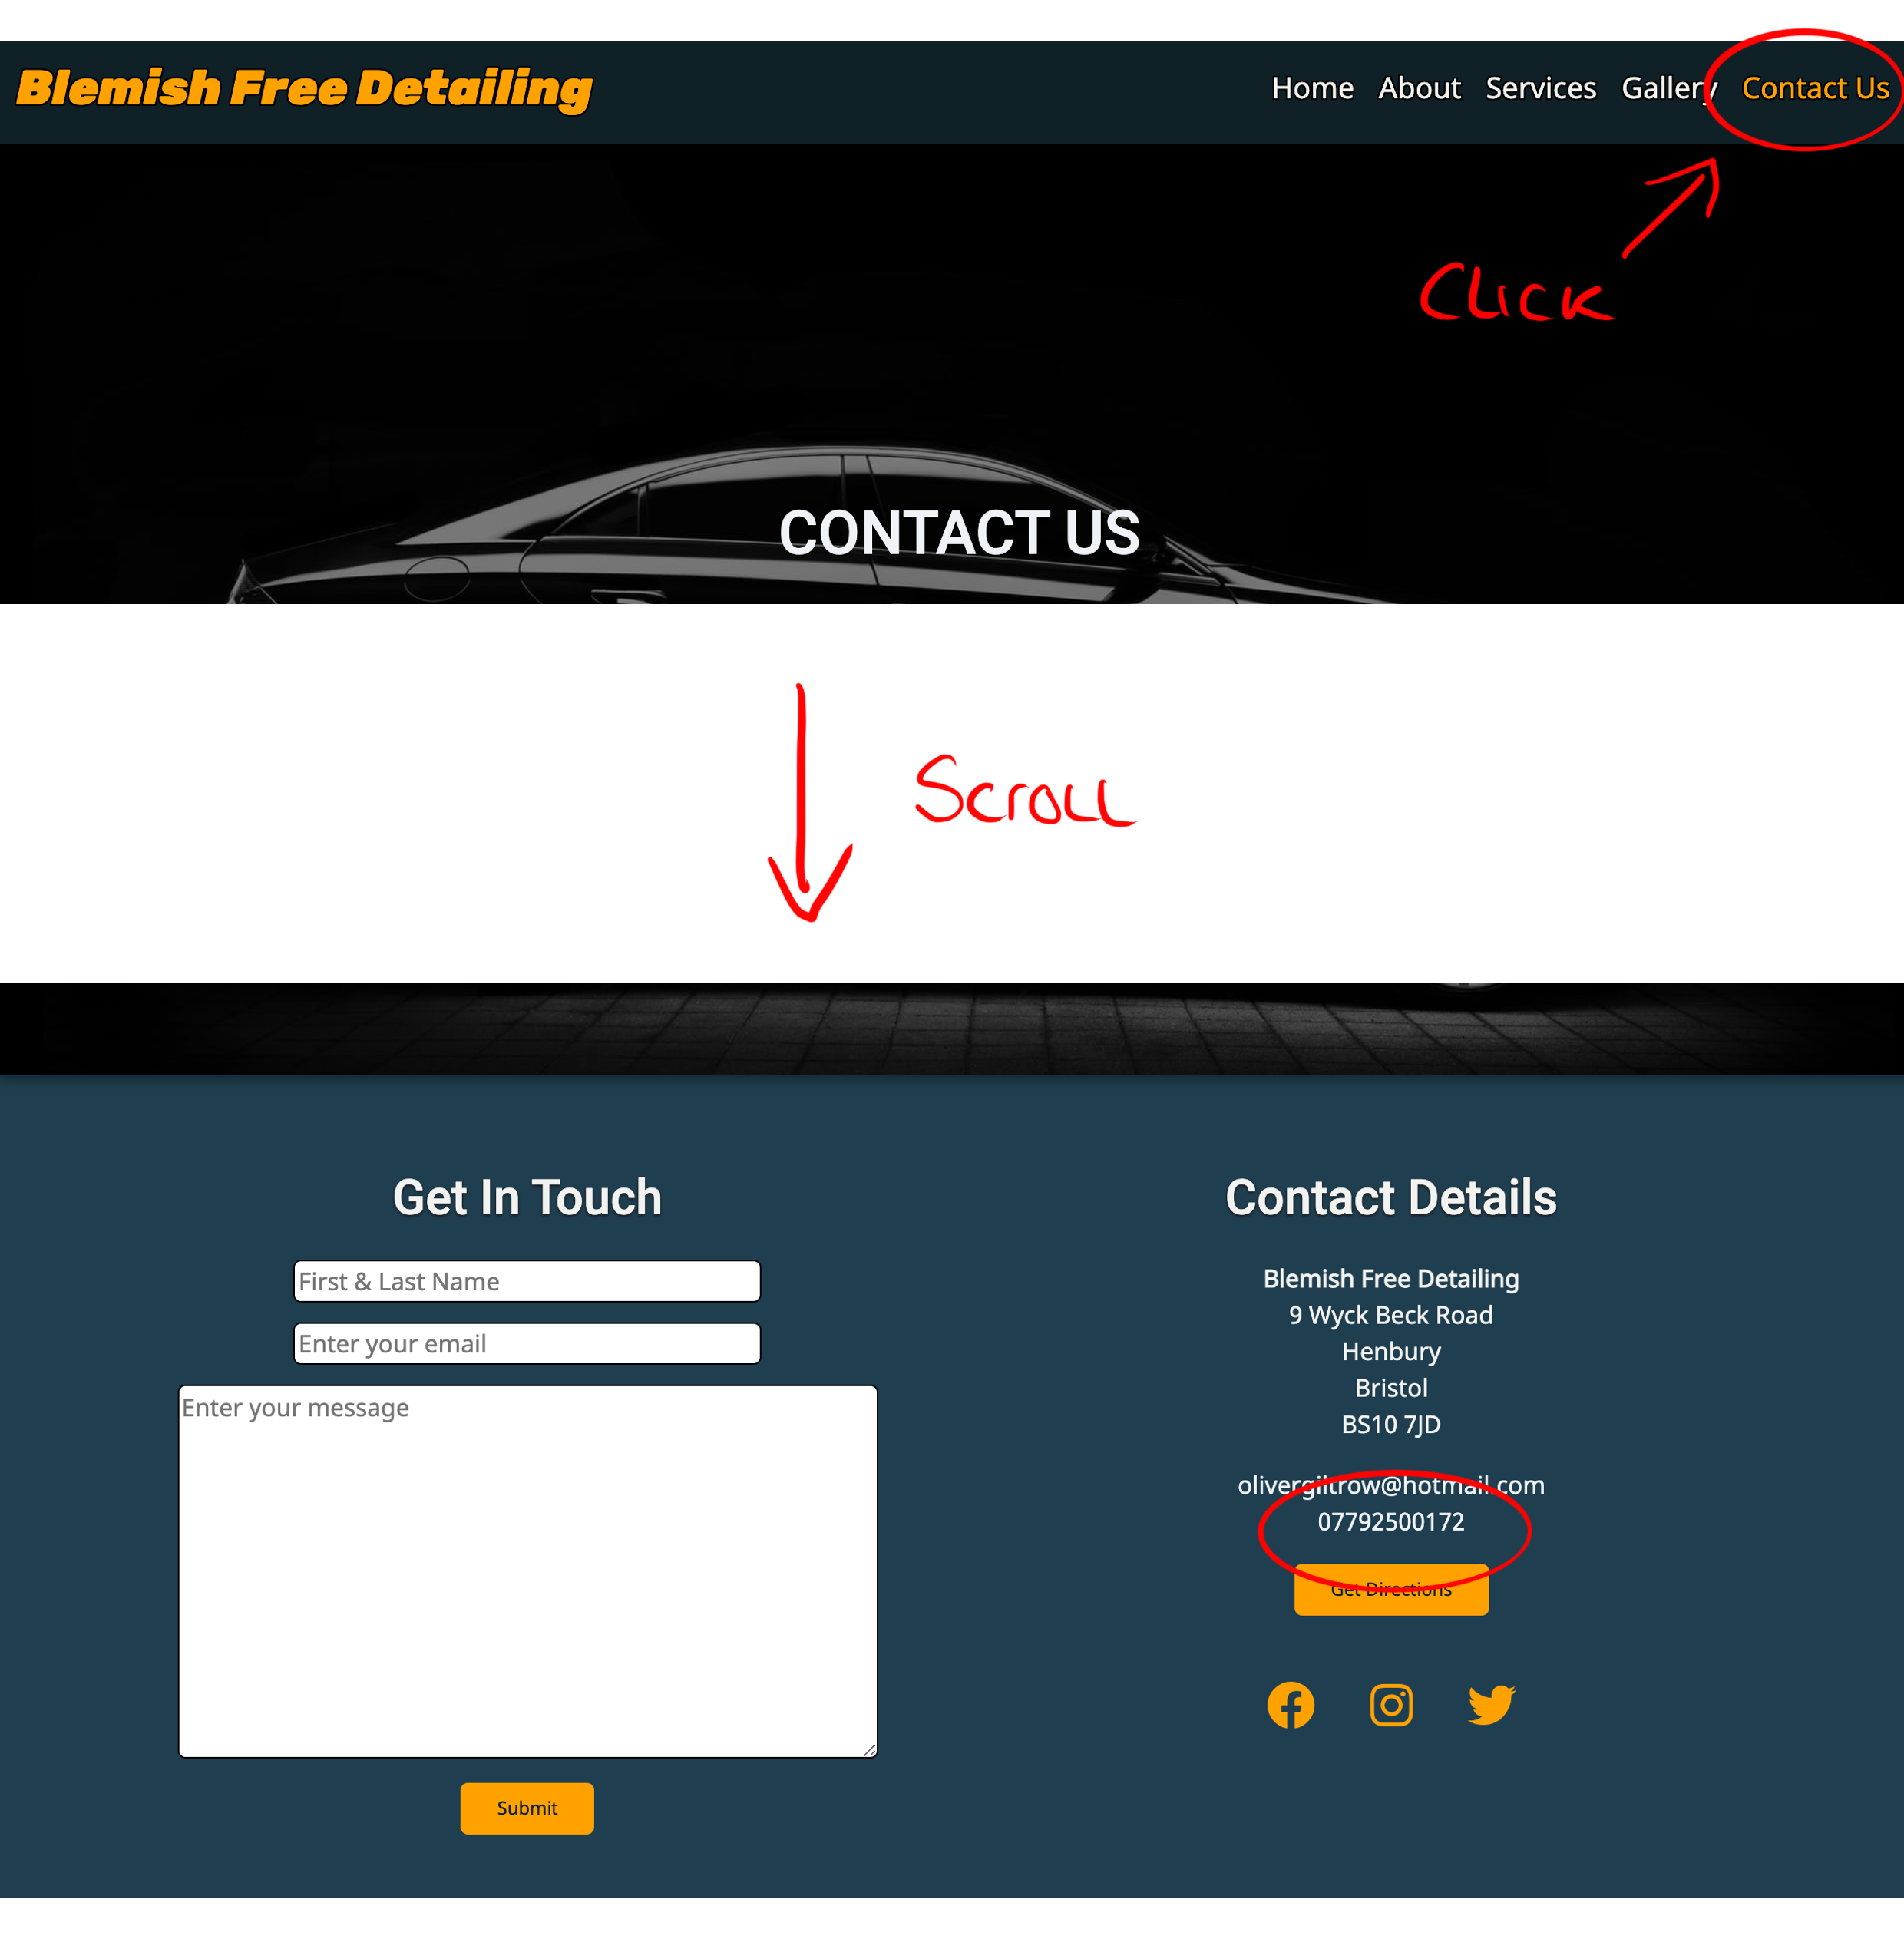 Blemish Free Detailing
Home About Services Gallery Contact Us
Click
CONTACT US
Scroll
Get In Touch
First & Last Name
Enter your email
Enter your message
Submit
Contact Details
Blemish Free Detailing
9 Wyck Beck Road
Henbury
Bristol
BS10 7JD
olivergiltrow@hotmail.com
07792500172
Get Directions